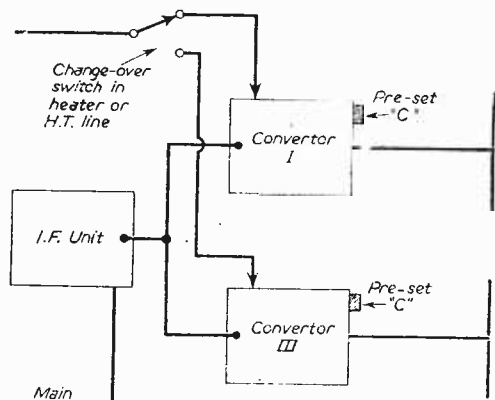 Change-over
switch in
heater or
H.T. line
Pre-set
"C"
Convertor
I
I.F. Unit
Pre-set
"C"
Convertor
III
Main